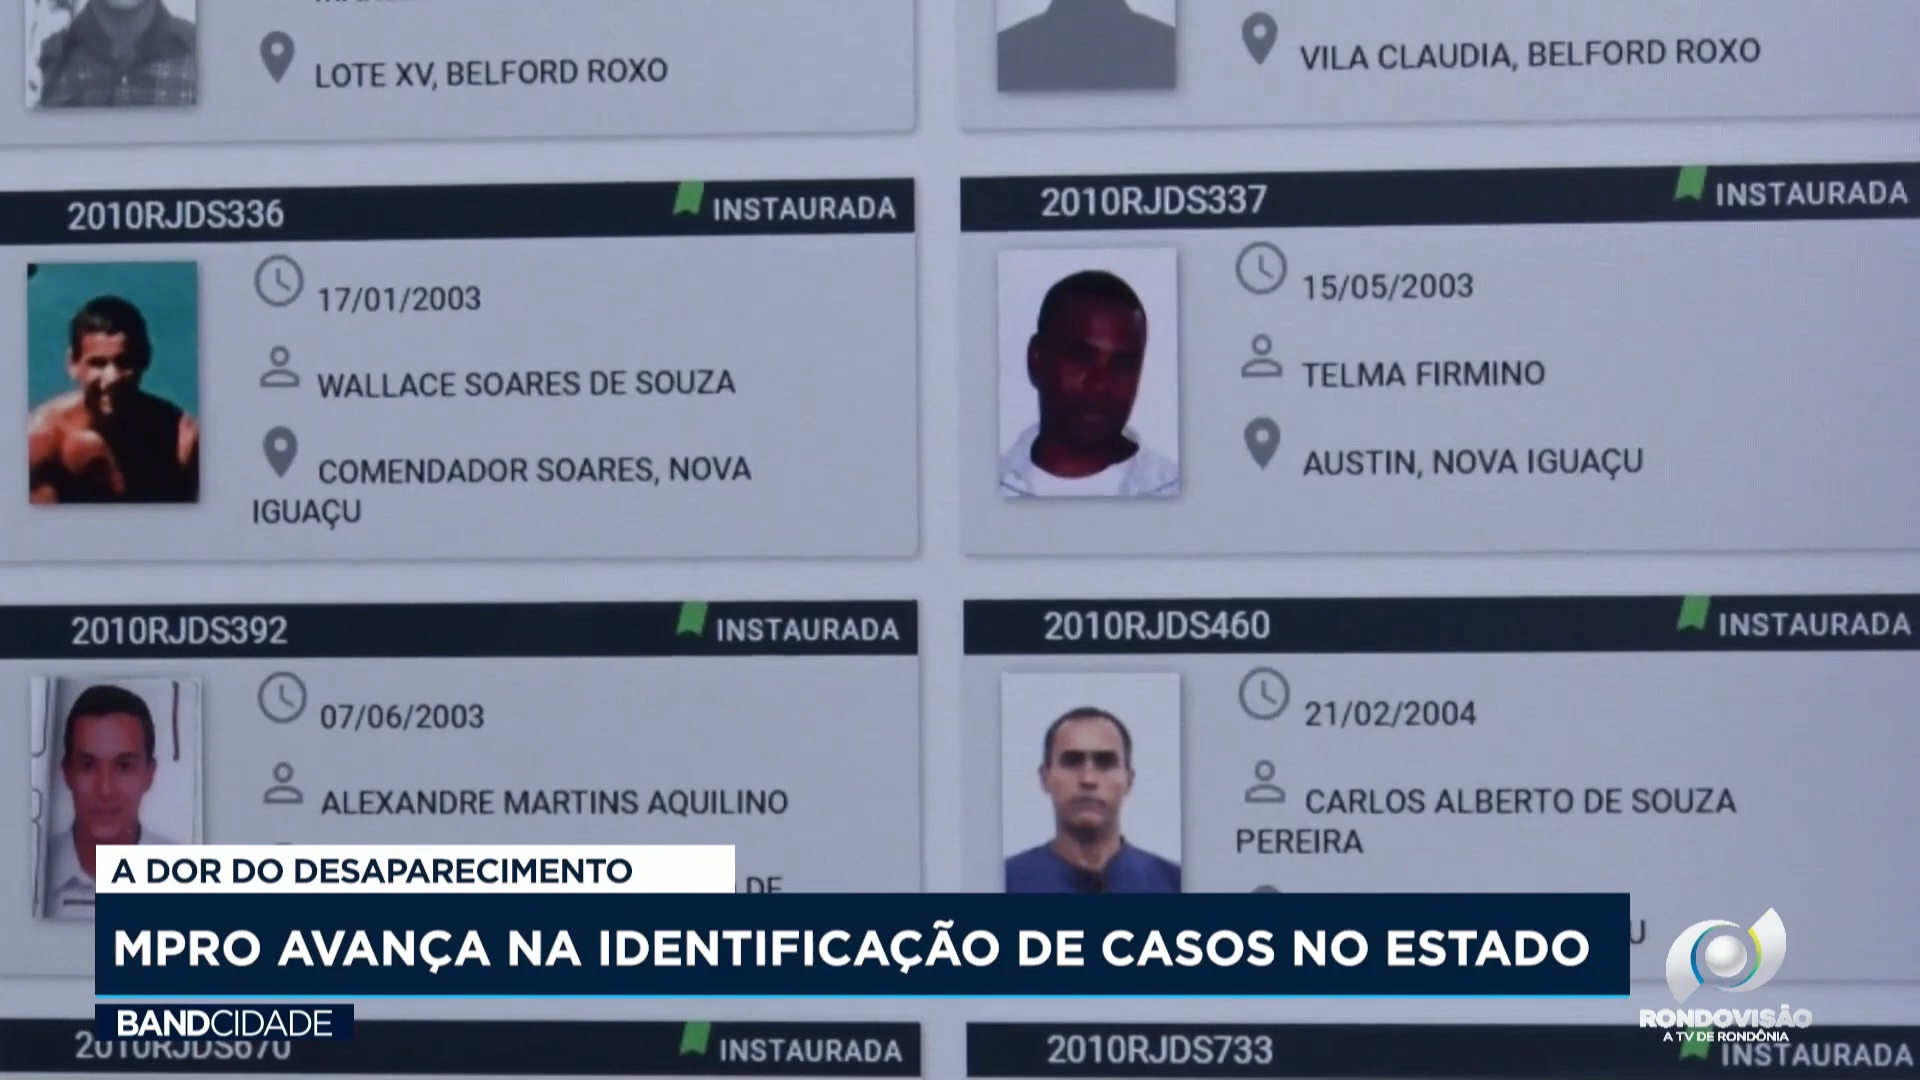 LOTE XV, BELFORD ROXO
VILA CLAUDIA, BELFORD ROXO
2010RJDS336
INSTAURADA
17/01/2003
WALLACE SOARES DE SOUZA
COMENDADOR SOARES, NOVA
IGUAÇU
2010RJDS337
INSTAURADA
15/05/2003
TELMA FIRMINO
AUSTIN, NOVA IGUAÇU
2010RJDS392
INSTAURADA
07/06/2003
ALEXANDRE MARTINS AQUILINO
DE
2010RJDS460
INSTAURADA
21/02/2004
CARLOS ALBERTO DE SOUZA
PEREIRA
U
A DOR DO DESAPARECIMENTO
MPRO AVANÇA NA IDENTIFICAÇÃO DE CASOS NO ESTADO
BANDCIDADE
RONDOVISÃO
A TV DE RONDÔNIA
2010RJDS670
INSTAURADA
2010RJDS733
INSTAURADA